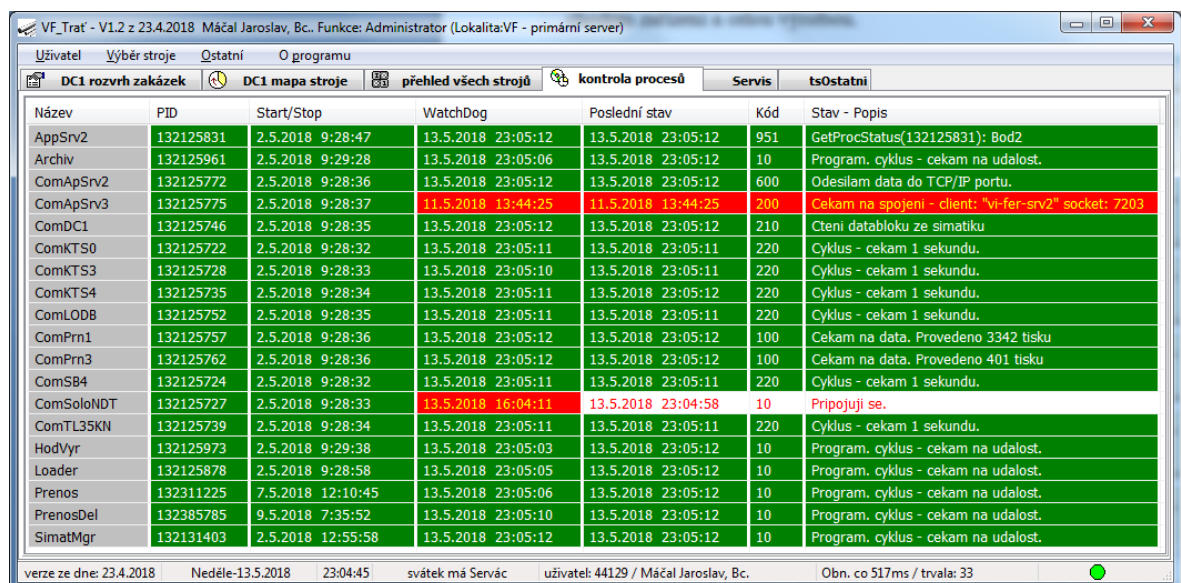 VF_Trať - V1.2 z 23.4.2018 Máčal Jaroslav, Bc.. Funkce: Administrator (Lokalita:VF - primární server)
Uživatel Výběr stroje Ostatní O programu
DC1 rozvrh zakázek DC1 mapa stroje přehled všech strojů kontrola procesů Servis tsOstatni
Název PID Start/Stop WatchDog Poslední stav Kód Stav - Popis
AppSrv2 132125831 2.5.2018 9:28:47 13.5.2018 23:05:12 13.5.2018 23:05:12 951 GetProcStatus(132125831): Bod2
Archiv 132125961 2.5.2018 9:29:28 13.5.2018 23:05:06 13.5.2018 23:05:12 10 Program. cyklus - cekam na udalost.
ComApSrv2 132125772 2.5.2018 9:28:36 13.5.2018 23:05:12 13.5.2018 23:05:12 600 Odesilam data do TCP/IP portu.
ComApSrv3 132125775 2.5.2018 9:28:37 11.5.2018 13:44:25 11.5.2018 13:44:25 200 Cekam na spojeni - client: "vi-fer-srv2" socket: 7203
ComDC1 132125746 2.5.2018 9:28:35 13.5.2018 23:05:12 13.5.2018 23:05:12 210 Cteni databloku ze simatiku
ComKTS0 132125722 2.5.2018 9:28:32 13.5.2018 23:05:11 13.5.2018 23:05:11 220 Cyklus - cekam 1 sekundu.
ComKTS3 132125728 2.5.2018 9:28:33 13.5.2018 23:05:10 13.5.2018 23:05:11 220 Cyklus - cekam 1 sekundu.
ComKTS4 132125735 2.5.2018 9:28:34 13.5.2018 23:05:11 13.5.2018 23:05:12 220 Cyklus - cekam 1 sekundu.
ComLODB 132125752 2.5.2018 9:28:35 13.5.2018 23:05:11 13.5.2018 23:05:11 220 Cyklus - cekam 1 sekundu.
ComPrn1 132125757 2.5.2018 9:28:36 13.5.2018 23:05:12 13.5.2018 23:05:12 100 Cekam na data. Provedeno 3342 tisku
ComPrn3 132125762 2.5.2018 9:28:36 13.5.2018 23:05:12 13.5.2018 23:05:12 100 Cekam na data. Provedeno 401 tisku
ComSB4 132125724 2.5.2018 9:28:32 13.5.2018 23:05:11 13.5.2018 23:05:11 220 Cyklus - cekam 1 sekundu.
ComSoloNDT 132125727 2.5.2018 9:28:33 13.5.2018 16:04:11 13.5.2018 23:04:58 10 Pripojuji se.
ComTL35KN 132125739 2.5.2018 9:28:34 13.5.2018 23:05:11 13.5.2018 23:05:11 220 Cyklus - cekam 1 sekundu.
HodVyr 132125973 2.5.2018 9:29:38 13.5.2018 23:05:03 13.5.2018 23:05:12 10 Program. cyklus - cekam na udalost.
Loader 132125878 2.5.2018 9:28:58 13.5.2018 23:05:05 13.5.2018 23:05:12 10 Program. cyklus - cekam na udalost.
Prenos 132311225 7.5.2018 12:10:45 13.5.2018 23:05:06 13.5.2018 23:05:12 10 Program. cyklus - cekam na udalost.
PrenosDel 132385785 9.5.2018 7:35:52 13.5.2018 23:05:10 13.5.2018 23:05:12 10 Program. cyklus - cekam na udalost.
SimatMgr 132131403 2.5.2018 12:55:58 13.5.2018 23:05:12 13.5.2018 23:05:12 10 Program. cyklus - cekam na udalost.
verze ze dne: 23.4.2018 Neděle-13.5.2018 23:04:45 svátek má Servác uživatel: 44129 / Máčal Jaroslav, Bc. Obn. co 517ms / trvala: 33